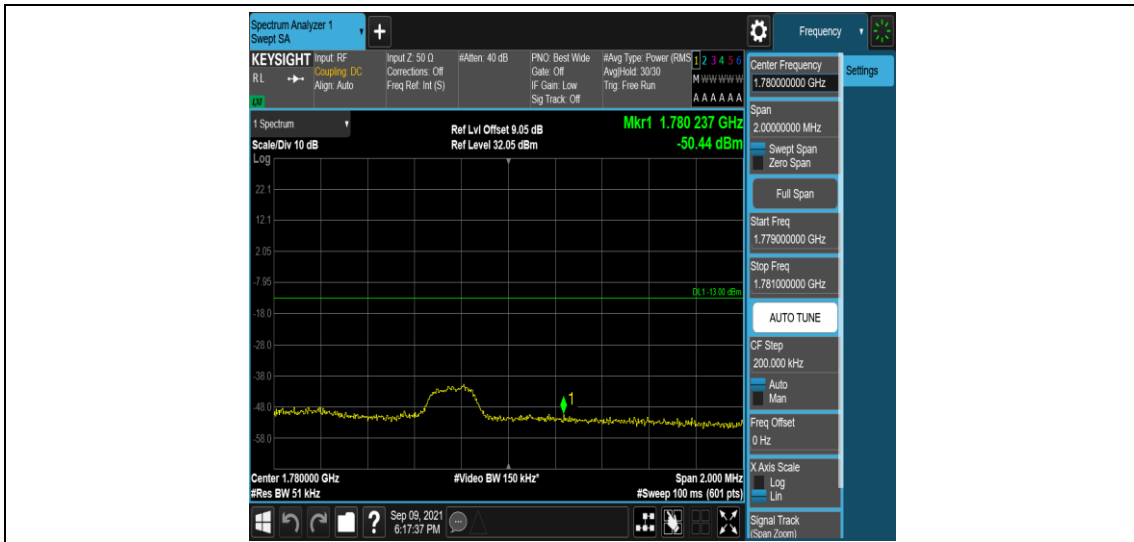 Spectrum Analyzer 1
Swept SA
+
Frequency
KEYSIGHT
RL
LXI
Input: RF
Coupling: DC
Align: Auto
Input Z: 50 Ω
Corrections: Off
Freq Ref: Int (S)
#Atten: 40 dB
PNO: Best Wide
Gate: Off
IF Gain: Low
Sig Track: Off
#Avg Type: Power (RMS
Avg|Hold: 30/30
Trig: Free Run
1 2 3 4 5 6
M W W W W W
A A A A A A
1 Spectrum
Scale/Div 10 dB
Log
Ref Lvl Offset 9.05 dB
Ref Level 32.05 dBm
Mkr1 1.780 237 GHz
-50.44 dBm
22.1
12.1
2.05
-7.95
DL1 -13.00 dBm
-18.0
-28.0
-38.0
-48.0
1
-58.0
Center 1.780000 GHz
#Res BW 51 kHz
#Video BW 150 kHz*
Span 2.000 MHz
#Sweep 100 ms (601 pts)
Center Frequency
1.780000000 GHz
Settings
Span
2.00000000 MHz
Swept Span
Zero Span
Full Span
Start Freq
1.779000000 GHz
Stop Freq
1.781000000 GHz
AUTO TUNE
CF Step
200.000 kHz
Auto
Man
Freq Offset
0 Hz
X Axis Scale
Log
Lin
Signal Track
(Span Zoom)
?
Sep 09, 2021
6:17:37 PM